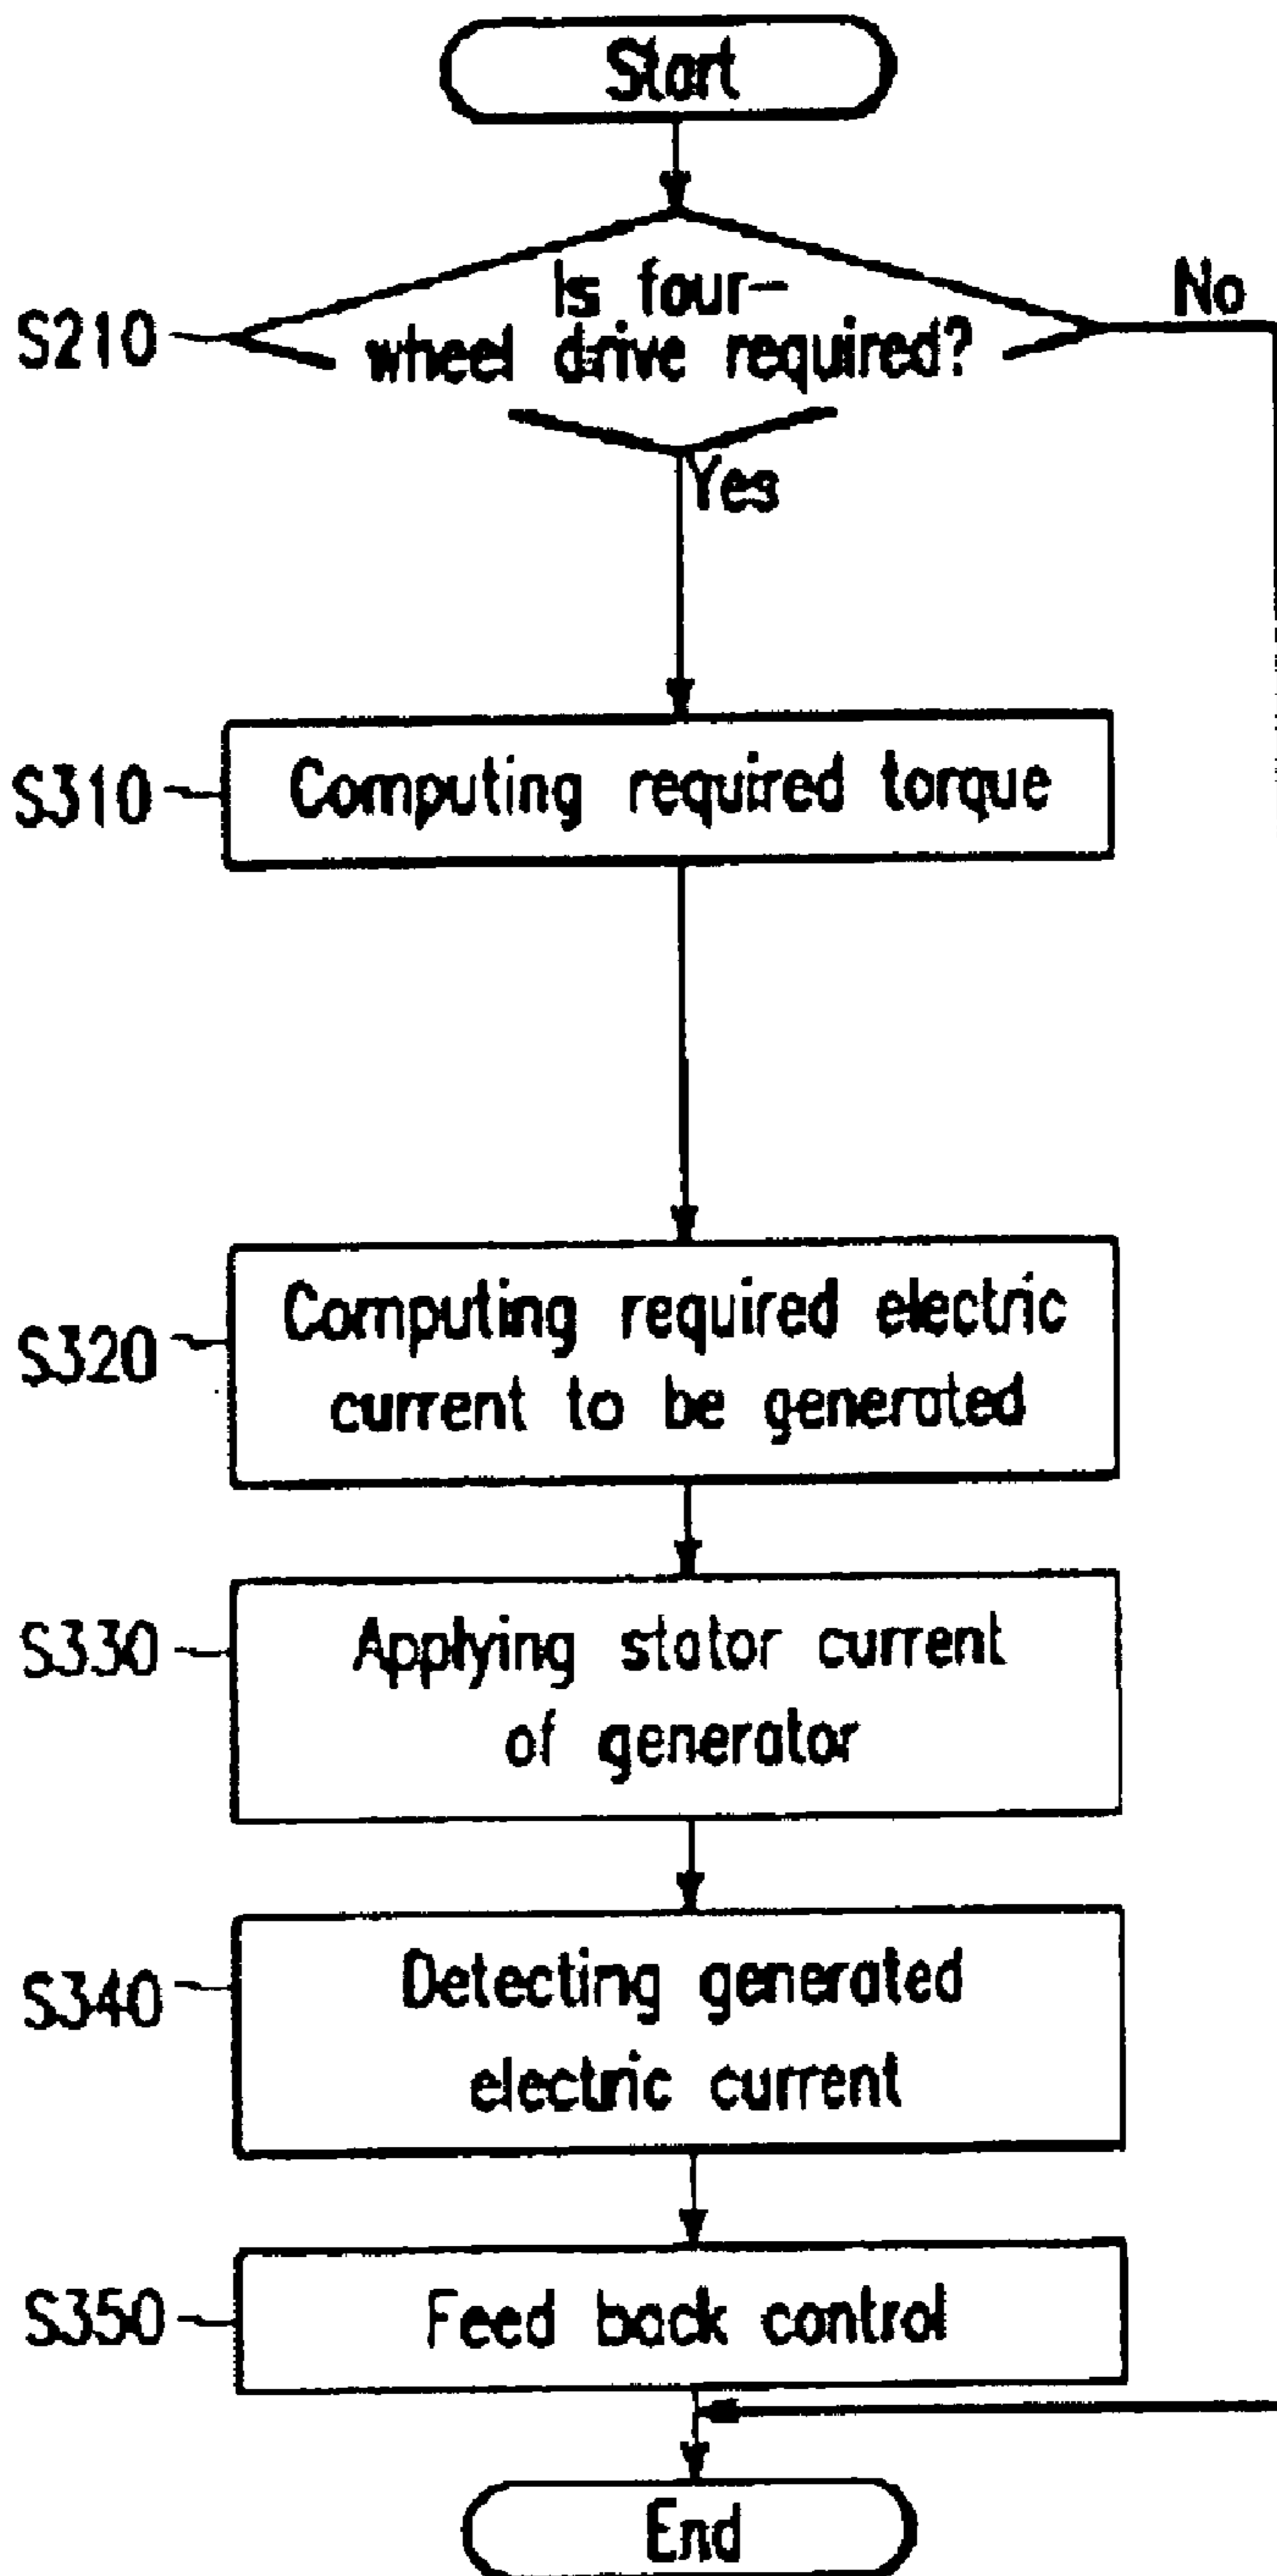 Start
Is four-
wheel drive required?
No
S210
Yes
S310
Computing required torque
S320
Computing required electric
current to be generated
S330
Applying stator current
of generator
S340
Detecting generated
electric current
S350
Feed back control
End